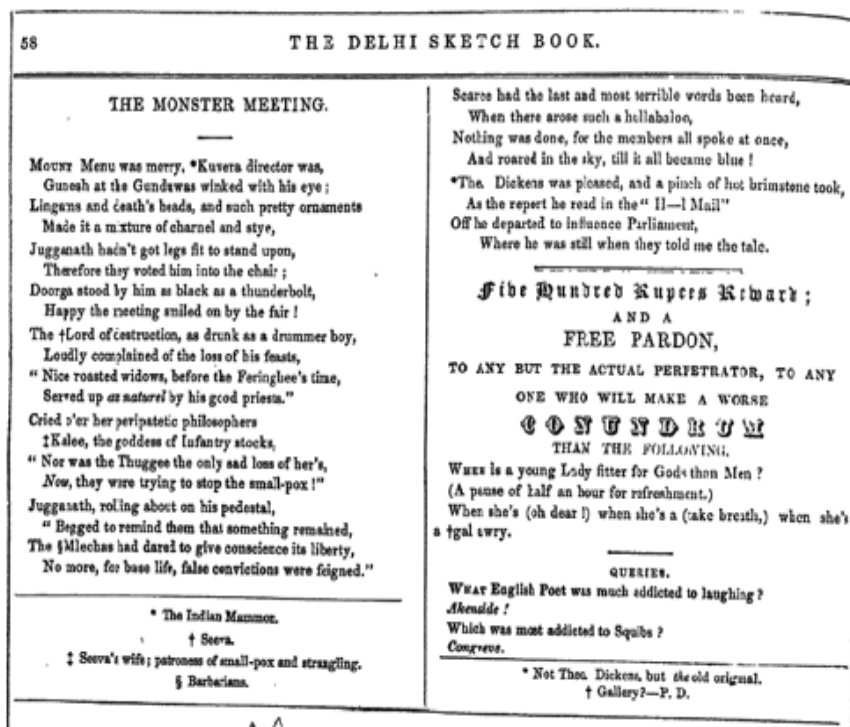 58
THE DELHI SKETCH BOOK.
THE MONSTER MEETING.
MOUNT Menu was merry, *Kuvera director was,
Gunesh at the Gundawas winked with his eye;
Lingams and death's heads, and such pretty ornaments
Made it a mixture of charnel and stye,
Jugganath hadn't got legs fit to stand upon,
Therefore they voted him into the chair;
Doorga stood by him as black as a thunderbolt,
Happy the meeting smiled on by the fair!
The †Lord of destruction, as drunk as a drummer boy,
Loudly complained of the loss of his feasts,
"Nice roasted widows, before the Feringhee's time,
Served up au naturel by his good priests."
Cried o'er her peripatetic philosophers
‡Kalee, the goddess of Infantry stocks,
"Nor was the Thuggee the only sad loss of her's,
Now, they were trying to stop the small-pox!"
Jugganath, rolling about on his pedestal,
"Begged to remind them that something remained,
The §Mlechas had dared to give conscience its liberty,
No more, for base life, false convictions were feigned."
* The Indian Mammon.
† Seeva.
‡ Seeva's wife; patroness of small-pox and strangling.
§ Barbarians.
Scarce had the last and most terrible words been heard,
When there arose such a hullabaloo,
Nothing was done, for the members all spoke at once,
And roared in the sky, till it all became blue!
*The Dickens was pleased, and a pinch of hot brimstone took,
As the report he read in the "H—l Mail"
Off he departed to influence Parliament,
Where he was still when they told me the tale.
Five Hundred Rupees Reward;
AND A
FREE PARDON,
TO ANY BUT THE ACTUAL PERPETRATOR, TO ANY
ONE WHO WILL MAKE A WORSE
CONUNDRUM
THAN THE FOLLOWING.
WHEN is a young Lady fitter for Gods than Men?
(A pause of half an hour for refreshment.)
When she's (oh dear!) when she's a (take breath,) when she's
a †gal awry.
QUERIES.
WHAT English Poet was much addicted to laughing?
Akenside!
Which was most addicted to Squibs?
Congreve.
* Not Theo. Dickens, but the old original.
† Gallery?—P. D.